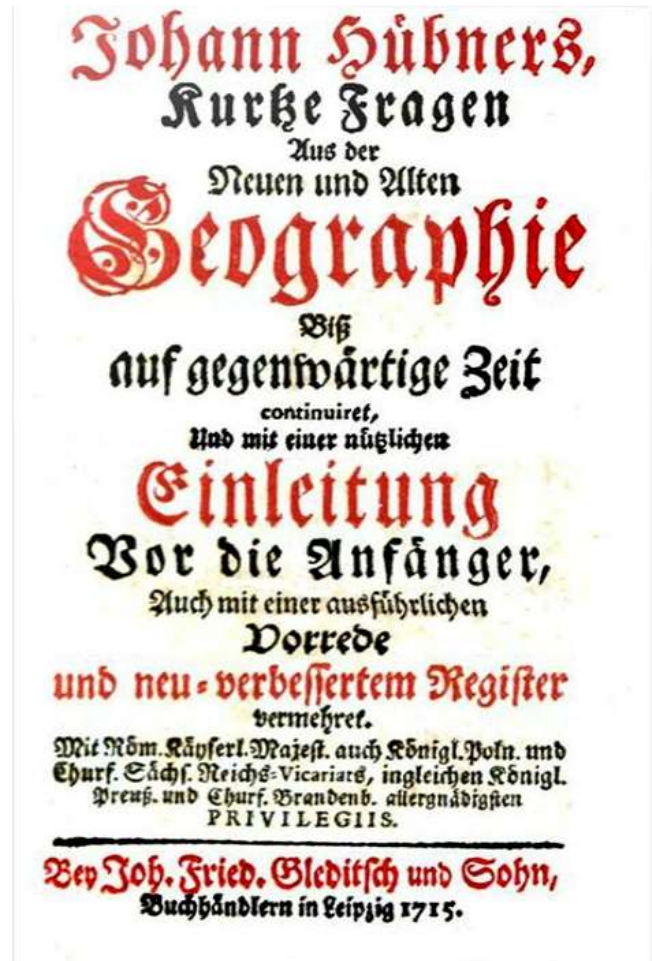 Johann Hübners,
Kurtze Fragen
Aus der
Neuen und Alten
Geographie
Biß
auf gegenwärtige Zeit
continuiret,
Und mit einer nützlichen
Einleitung
Vor die Anfänger,
Auch mit einer ausführlichen
Vorrede
und neu-verbessertem Register
vermehret.
Mit Röm. Käyserl. Majest. auch Königl. Poln. und
Churf. Sächs. Reichs-Vicariats, ingleichen Königl.
Preuß. und Churf. Brandenb. allergnädigsten
PRIVILEGIIS.
Bey Joh. Fried. Gleditsch und Sohn,
Buchhändlern in Leipzig 1715.